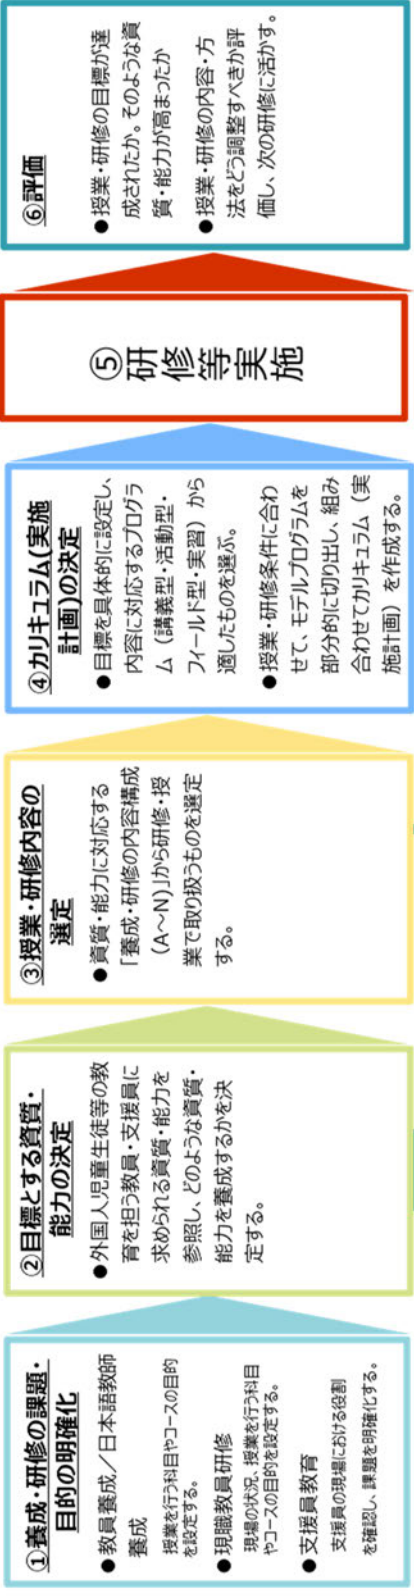 ①養成・研修の課題・
目的の明確化
●教員養成／日本語教師
養成
授業を行う科目やコースの目的
を設定する。
●現職教員研修
現場の状況、授業を行う科目
やコースの目的を設定する。
●支援員教育
支援員の現場における役割
を確認し、課題を明確化する。
②目標とする資質・
能力の決定
●外国人児童生徒等の教
育を担う教員・支援員に
求められる資質・能力を
参照し、どのような資質・
能力を養成するかを決
定する。
③授業・研修内容の
選定
●資質・能力に対応する
「養成・研修の内容構成
(A～N)」から研修・授
業で取り扱うものを選定
する。
④カリキュラム(実施
計画)の決定
●目標を具体的に設定し、
内容に対応するプログラ
ム（講義型・活動型・
フィールド型・実習）から
適したものを選ぶ。
●授業・研修条件に合わ
せて、モデルプログラムを
部分的に切り出し、組み
合わせてカリキュラム（実
施計画）を作成する。
⑤研修等実施
⑥評価
●授業・研修の目標が達
成されたか。そのような資
質・能力が高まったか
●授業・研修の内容・方
法をどう調整すべきか評
価し、次の研修に活かす。